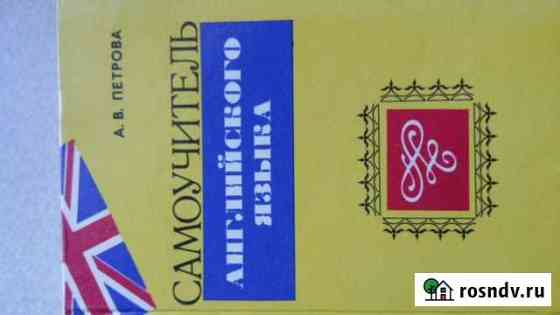 А. В. ПЕТРОВА
САМОУЧИТЕЛЬ
АНГЛИЙСКОГО
ЯЗЫКА
rosndv.ru